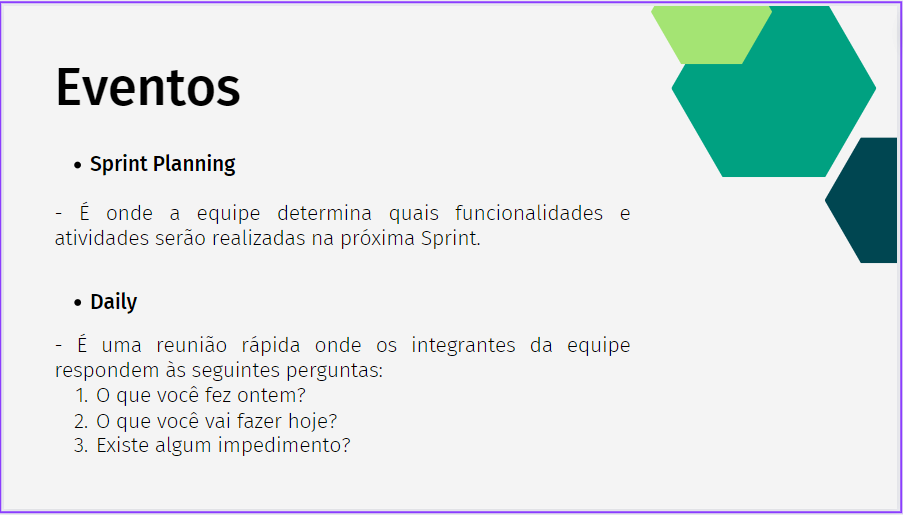 Eventos
• Sprint Planning
- É onde a equipe determina quais funcionalidades e
atividades serão realizadas na próxima Sprint.
• Daily
- É uma reunião rápida onde os integrantes da equipe
respondem às seguintes perguntas:
1. O que você fez ontem?
2. O que você vai fazer hoje?
3. Existe algum impedimento?